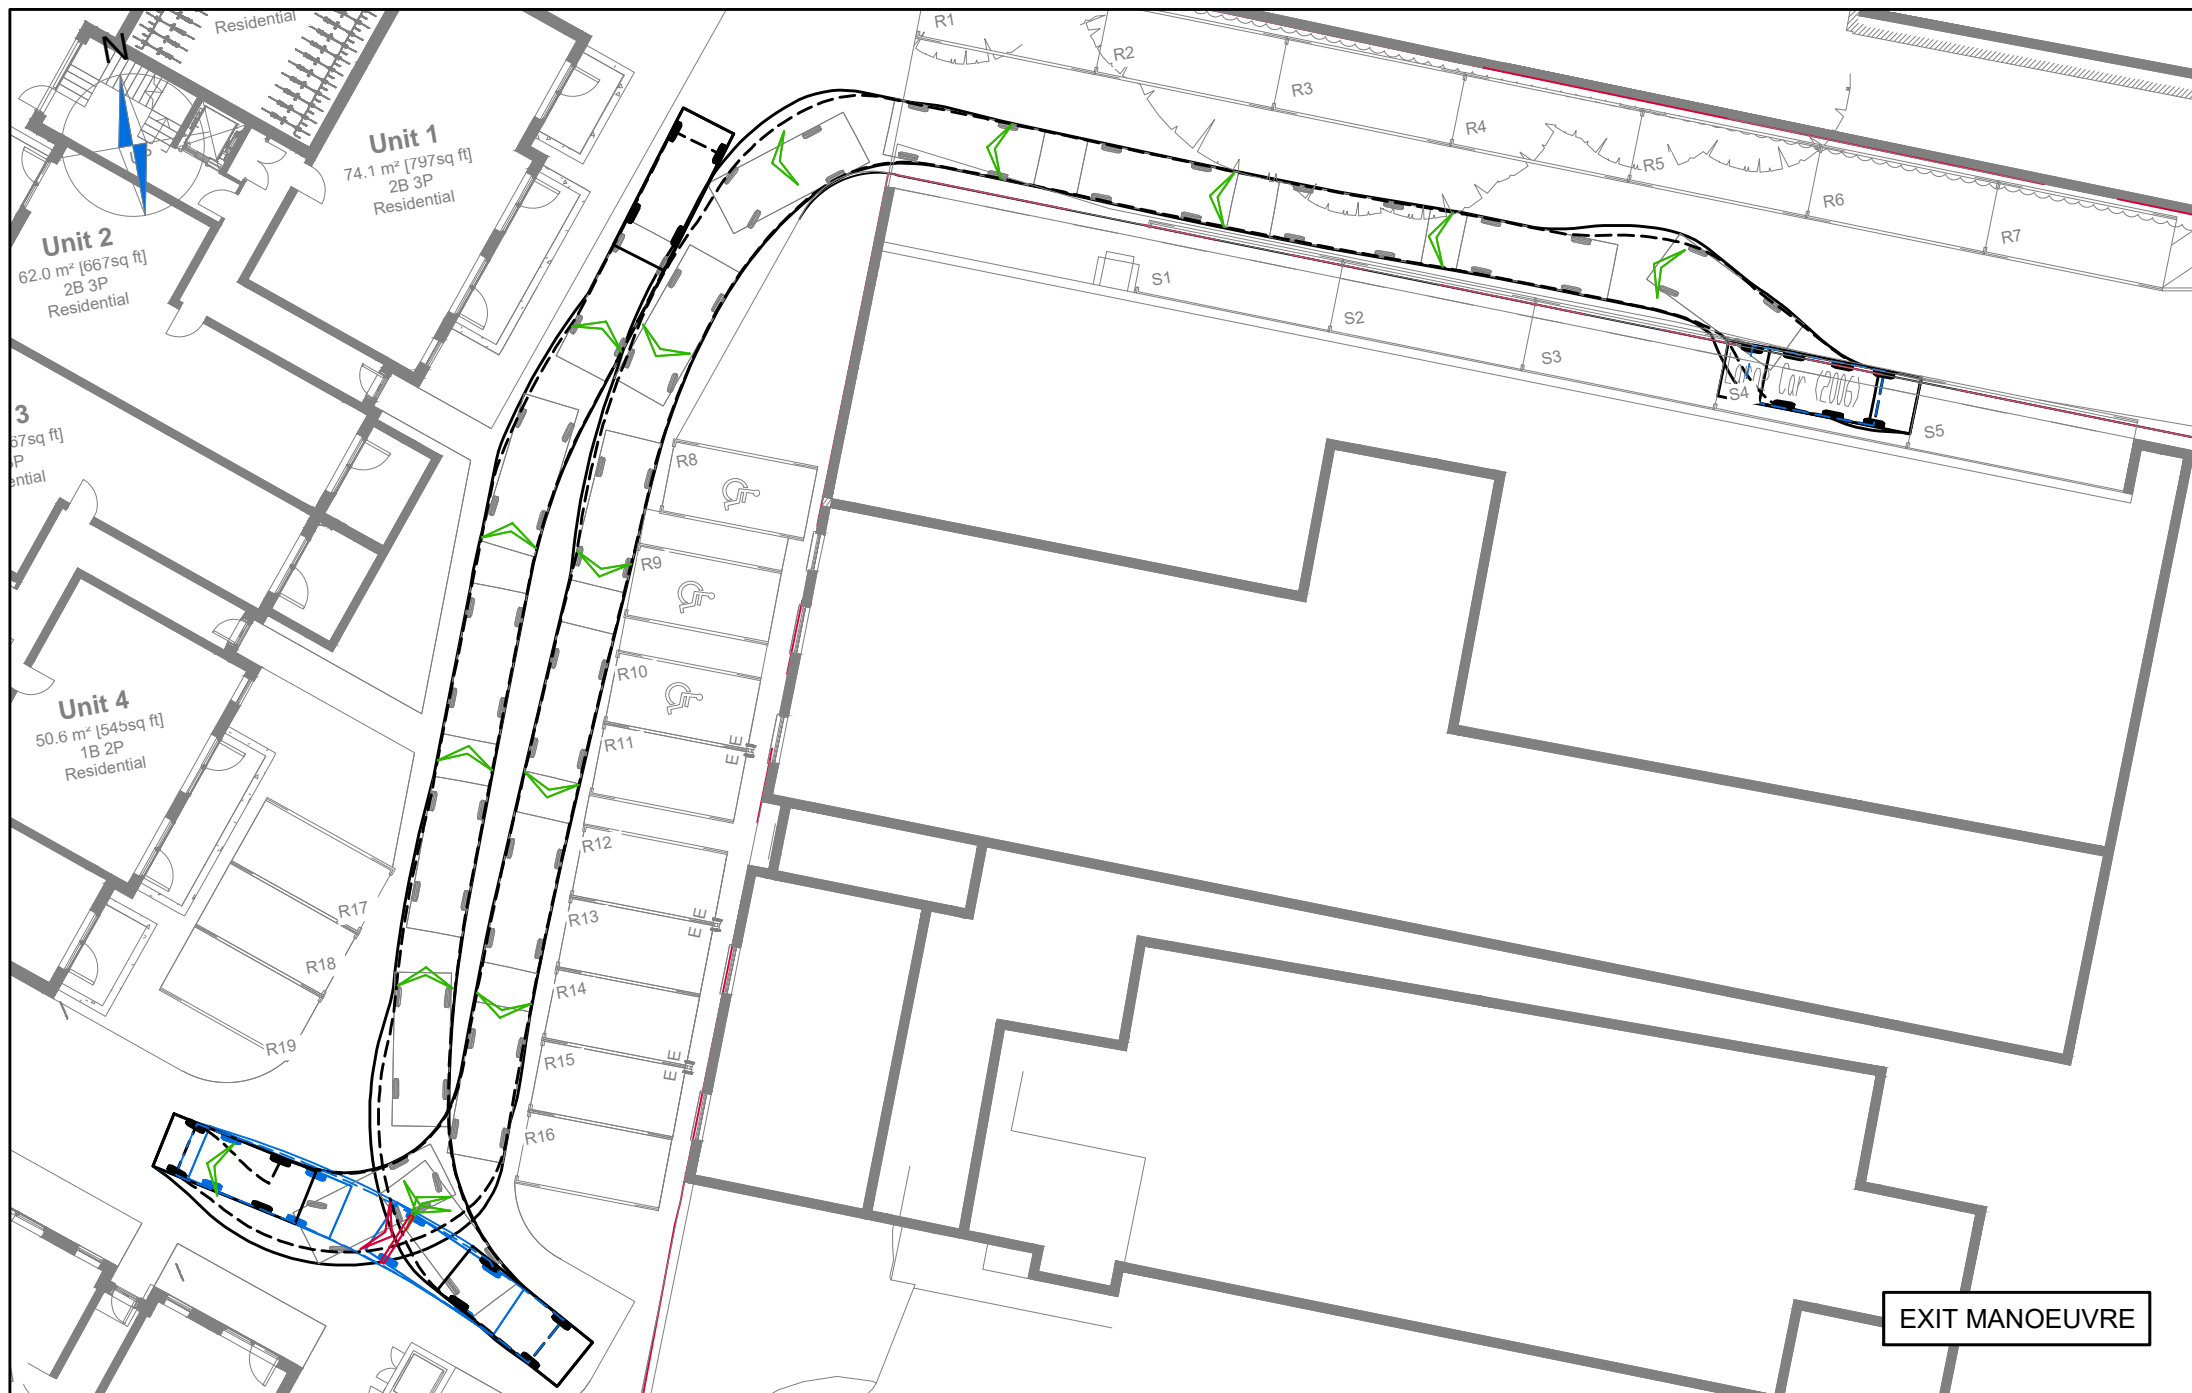 Residential
N
UP
Unit 1
74.1 m² [797sq ft]
2B 3P
Residential
Unit 2
62.0 m² [667sq ft]
2B 3P
Residential
3
67sq ft]
3P
ential
Unit 4
50.6 m² [545sq ft]
1B 2P
Residential
R1
R2
R3
R4
R5
R6
R7
S1
S2
S3
S4
S5
Car (2006)
R8
R9
R10
R11
E E
R12
R13
E E
R14
R15
E E
R16
R17
R18
R19
EXIT MANOEUVRE